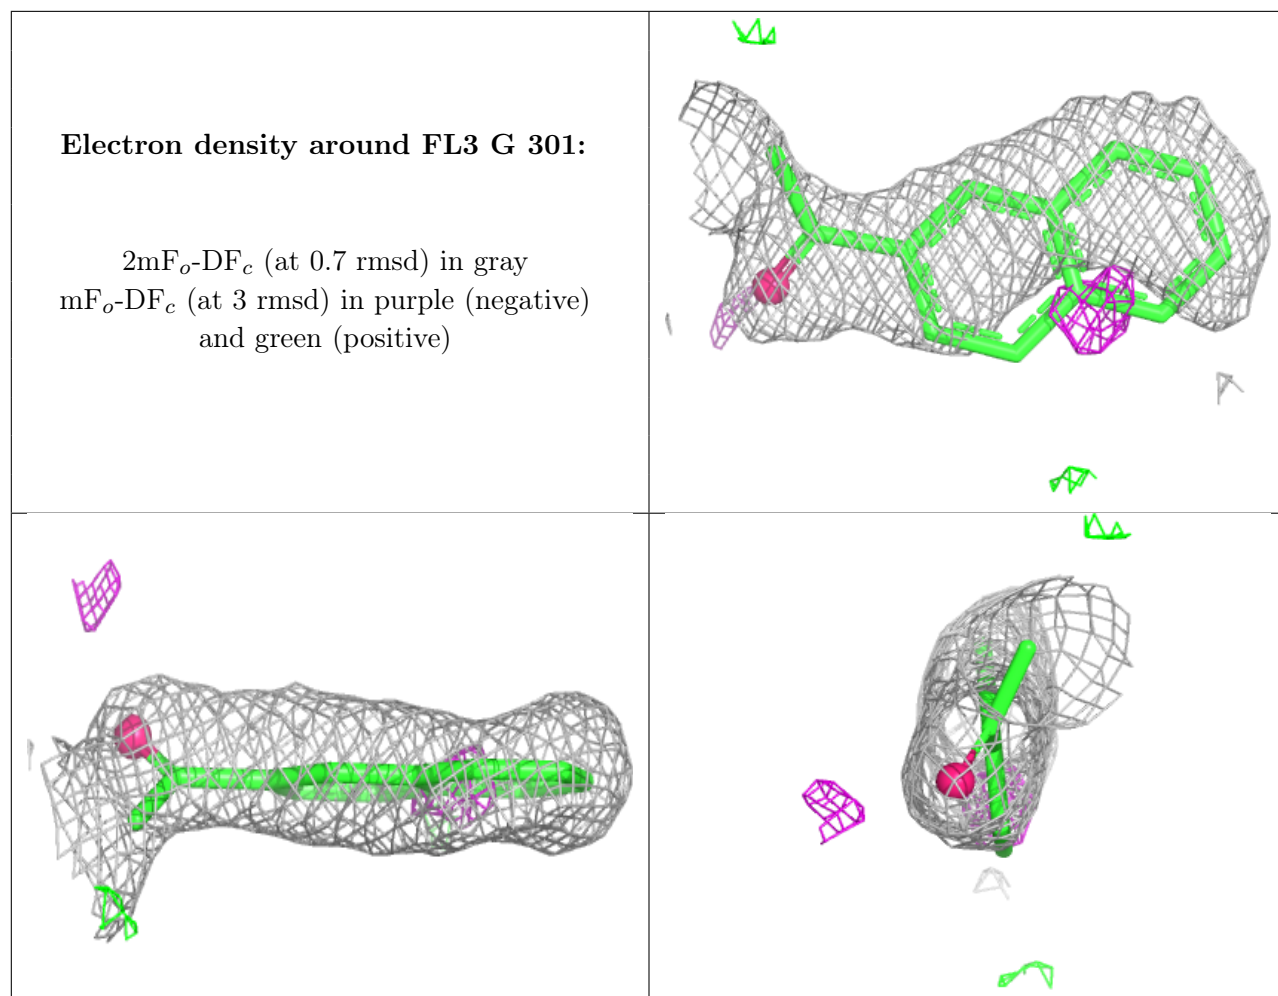 Electron density around FL3 G 301:
2mFo-DFc (at 0.7 rmsd) in gray
mFo-DFc (at 3 rmsd) in purple (negative)
and green (positive)